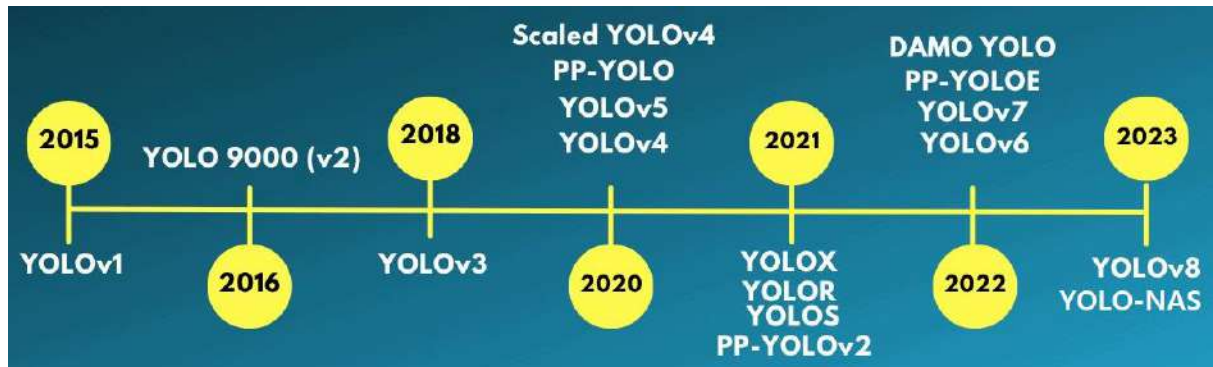 2015
YOLOv1
YOLO 9000 (v2)
2016
2018
YOLOv3
Scaled YOLOv4
PP-YOLO
YOLOv5
YOLOv4
2020
2021
YOLOX
YOLOR
YOLOS
PP-YOLOv2
DAMO YOLO
PP-YOLOE
YOLOv7
YOLOv6
2022
2023
YOLOv8
YOLO-NAS